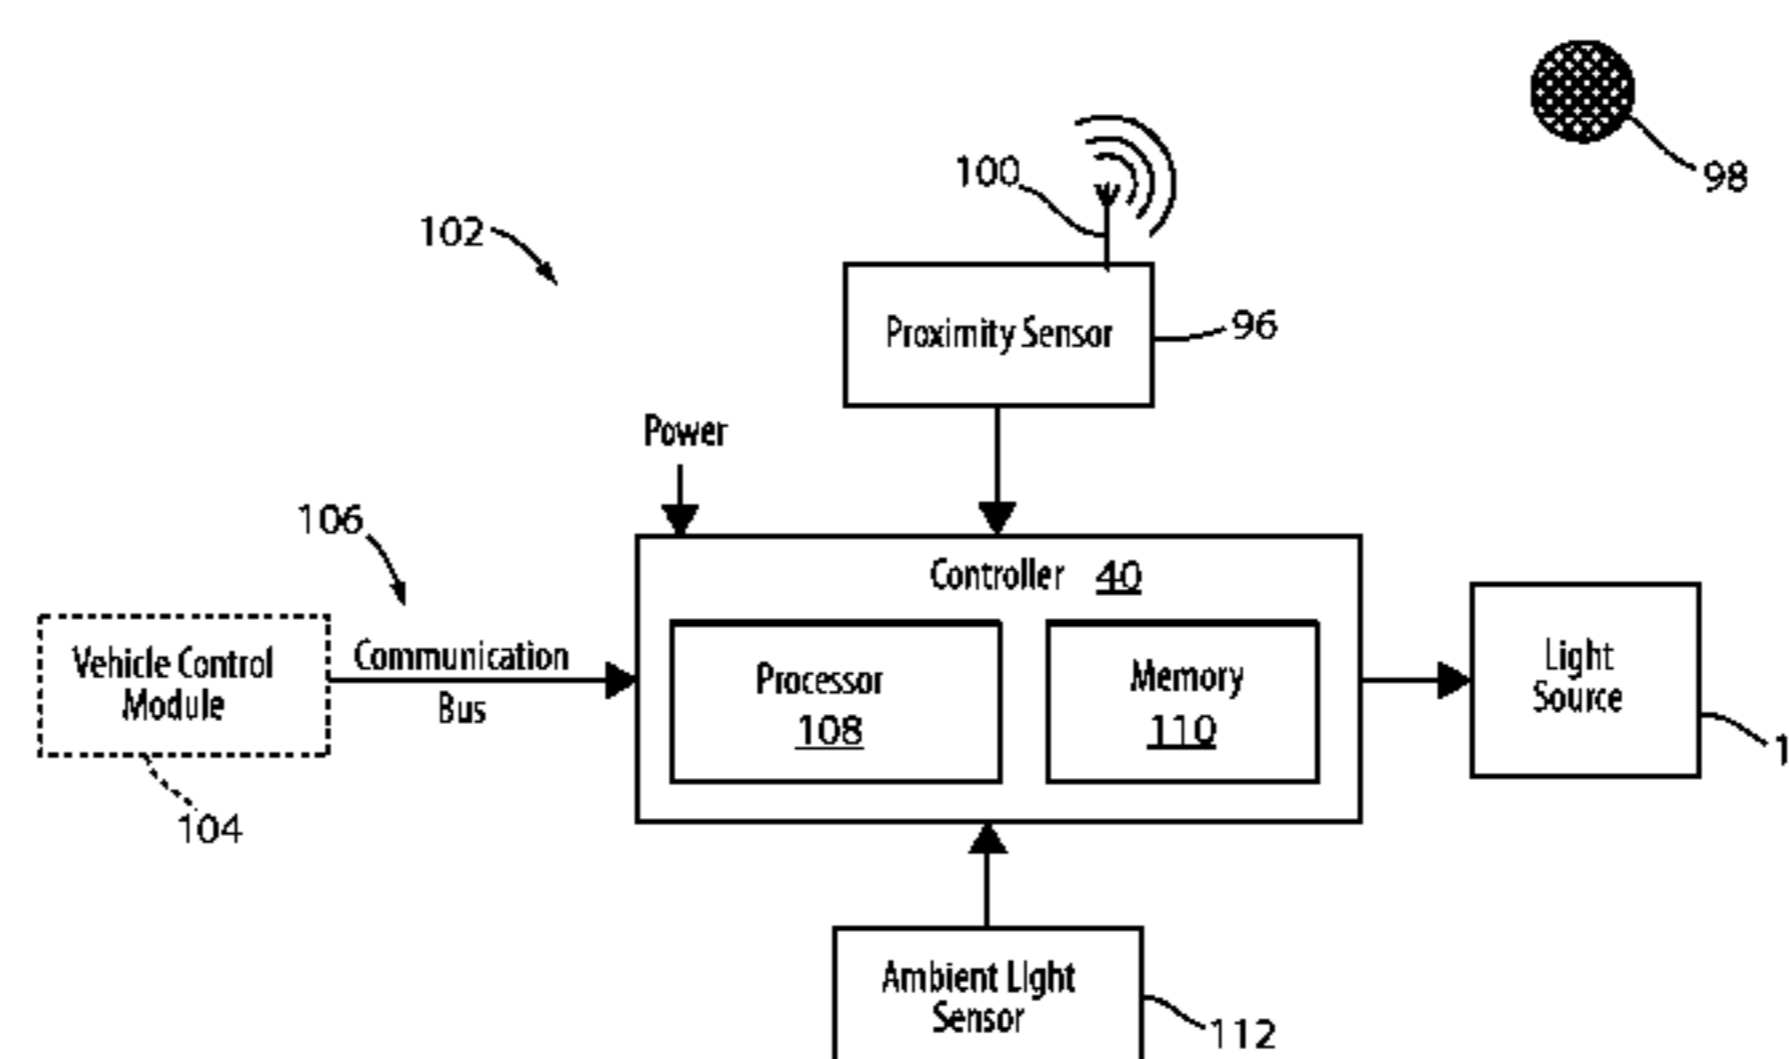 98
100
102
Proximity Sensor
96
Power
106
Controller 40
Vehicle Control
Module
Communication
Bus
Processor
108
Memory
110
Light
Source
104
Ambient Light
Sensor
112